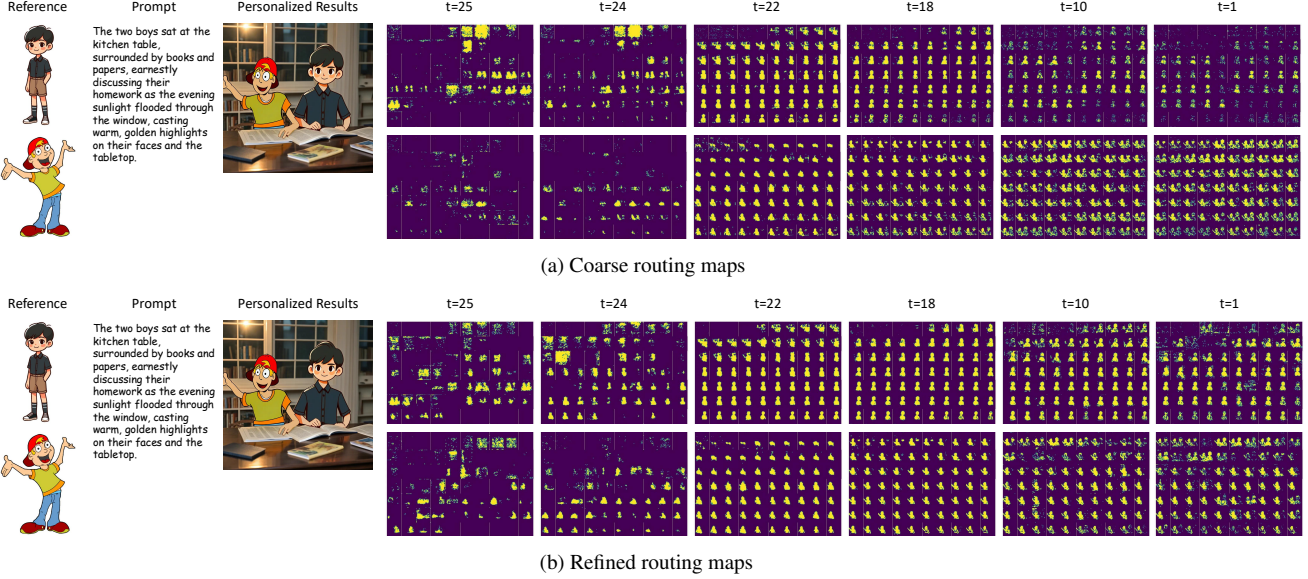 Reference Prompt Personalized Results t=25 t=24 t=22 t=18 t=10 t=1
The two boys sat at the
kitchen table,
surrounded by books and
papers, earnestly
discussing their
homework as the evening
sunlight flooded through
the window, casting
warm, golden highlights
on their faces and the
tabletop.
(a) Coarse routing maps
Reference Prompt Personalized Results t=25 t=24 t=22 t=18 t=10 t=1
The two boys sat at the
kitchen table,
surrounded by books and
papers, earnestly
discussing their
homework as the evening
sunlight flooded through
the window, casting
warm, golden highlights
on their faces and the
tabletop.
(b) Refined routing maps